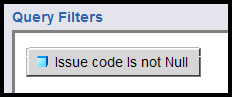 Query Filters
Issue code Is not Null